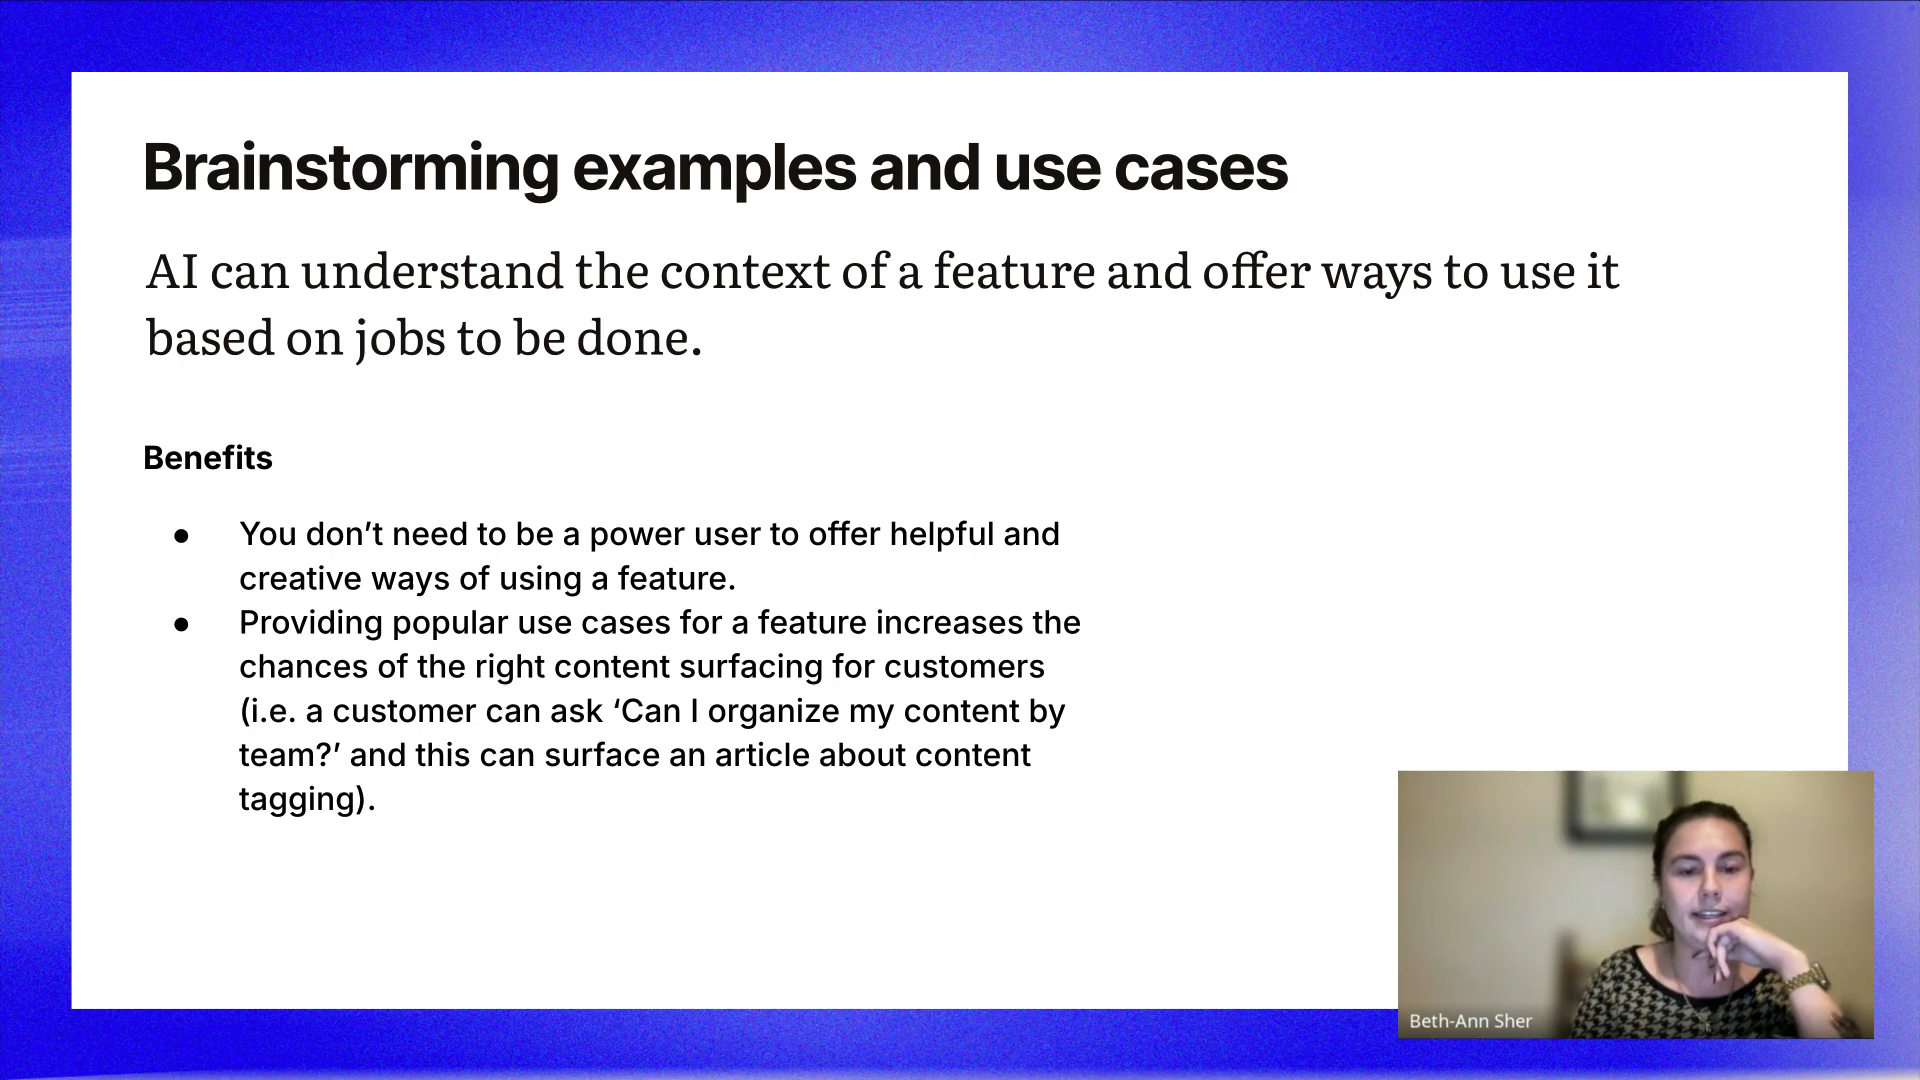 Brainstorming examples and use cases
AI can understand the context of a feature and offer ways to use it
based on jobs to be done.
Benefits
● You don’t need to be a power user to offer helpful and
creative ways of using a feature.
● Providing popular use cases for a feature increases the
chances of the right content surfacing for customers
(i.e. a customer can ask ‘Can I organize my content by
team?’ and this can surface an article about content
tagging).
Beth-Ann Sher